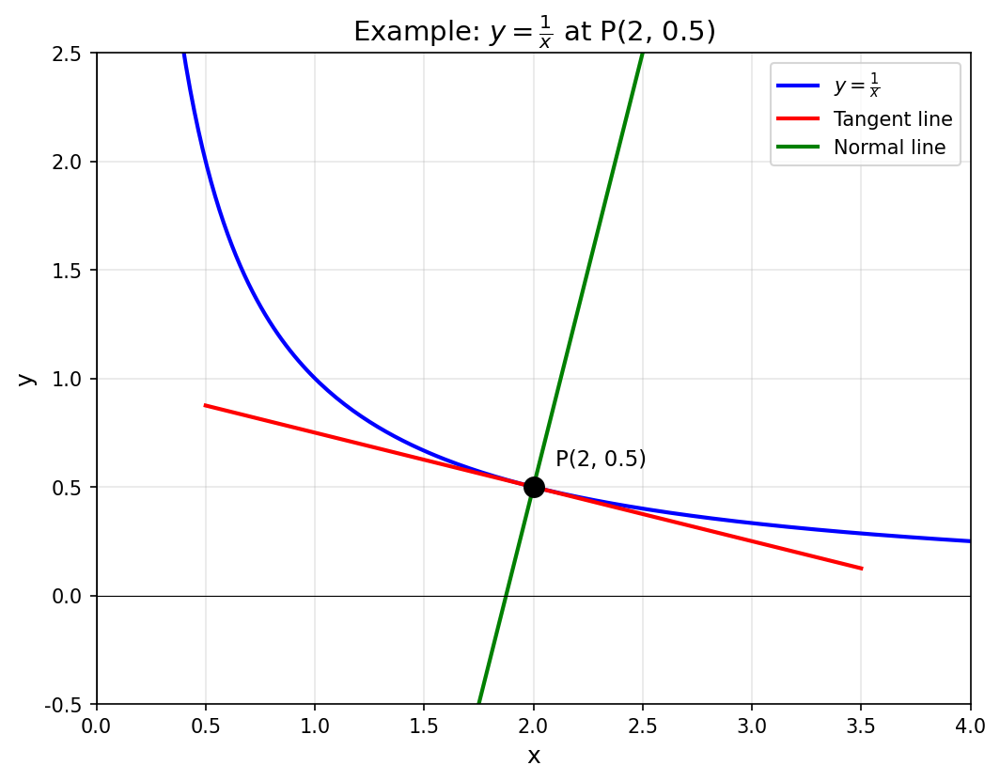 Example: y = 1/x at P(2, 0.5)
y = 1/x
Tangent line
Normal line
2.5
2.0
1.5
1.0
0.5
0.0
-0.5
y
P(2, 0.5)
0.0 0.5 1.0 1.5 2.0 2.5 3.0 3.5 4.0
x